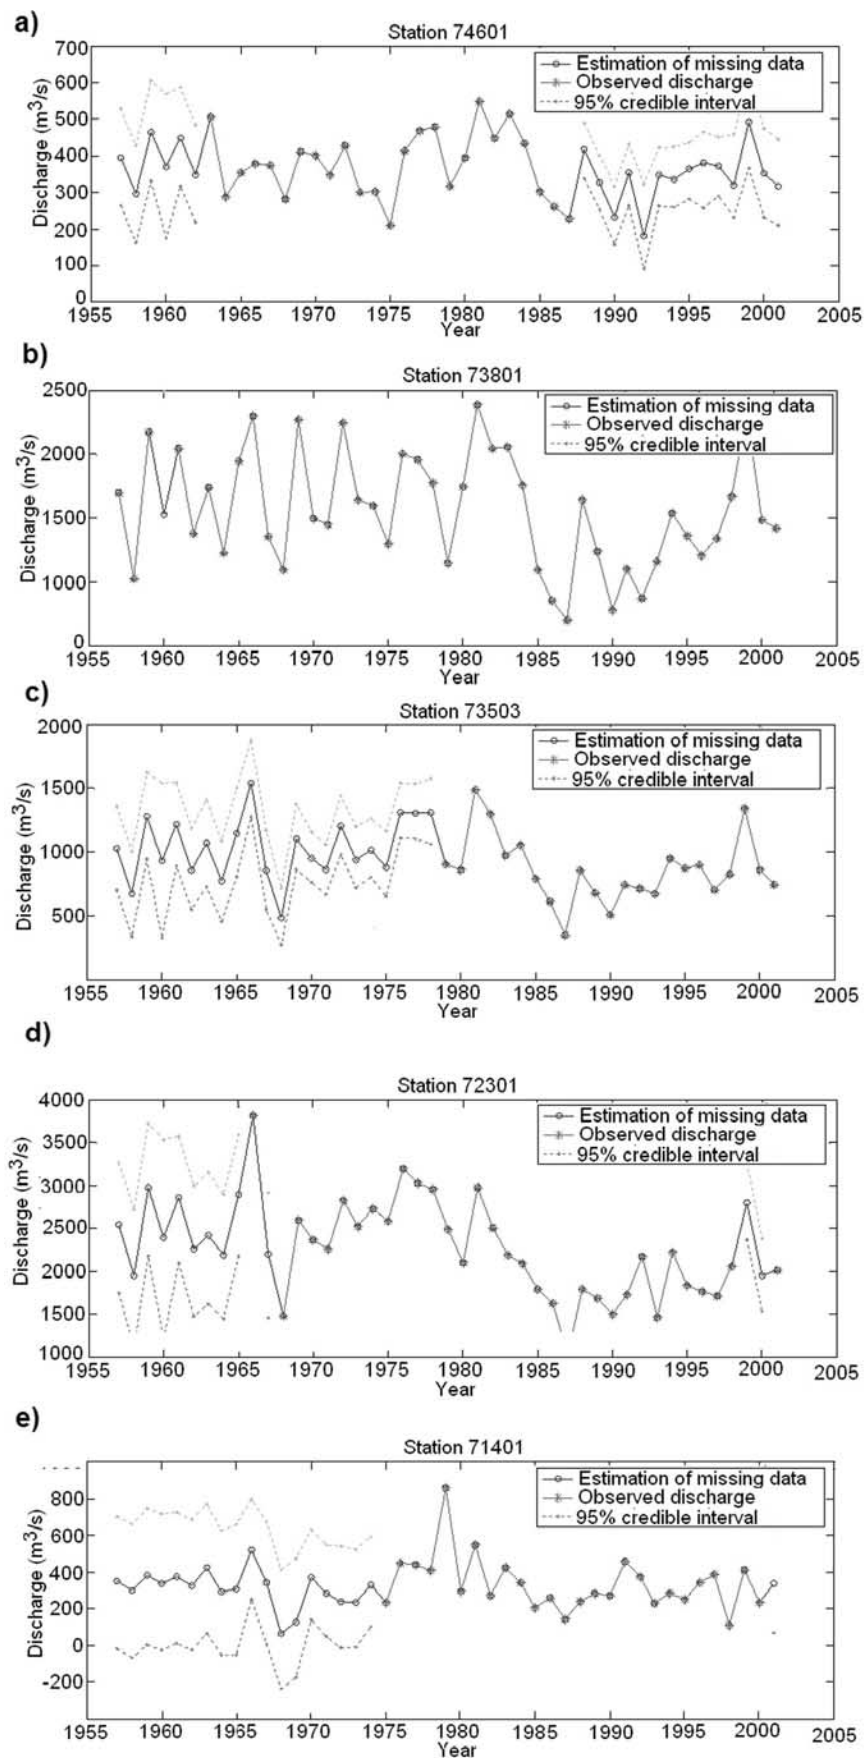 a)
Station 74601
700
600
500
400
300
200
100
0
Discharge (m3/s)
Estimation of missing data
Observed discharge
95% credible interval
1955 1960 1965 1970 1975 1980 1985 1990 1995 2000 2005
Year
b)
Station 73801
2500
2000
1500
1000
0
Discharge (m3/s)
Estimation of missing data
Observed discharge
95% credible interval
1955 1960 1965 1970 1975 1980 1985 1990 1995 2000 2005
Year
c)
Station 73503
2000
1500
1000
500
Discharge (m3/s)
Estimation of missing data
Observed discharge
95% credible interval
1955 1960 1965 1970 1975 1980 1985 1990 1995 2000 2005
Year
d)
Station 72301
4000
3500
3000
2500
2000
1500
1000
Discharge (m3/s)
Estimation of missing data
Observed discharge
95% credible interval
1955 1960 1965 1970 1975 1980 1985 1990 1995 2000 2005
Year
e)
Station 71401
800
600
400
200
0
-200
Discharge (m3/s)
Estimation of missing data
Observed discharge
95% credible interval
1955 1960 1965 1970 1975 1980 1985 1990 1995 2000 2005
Year